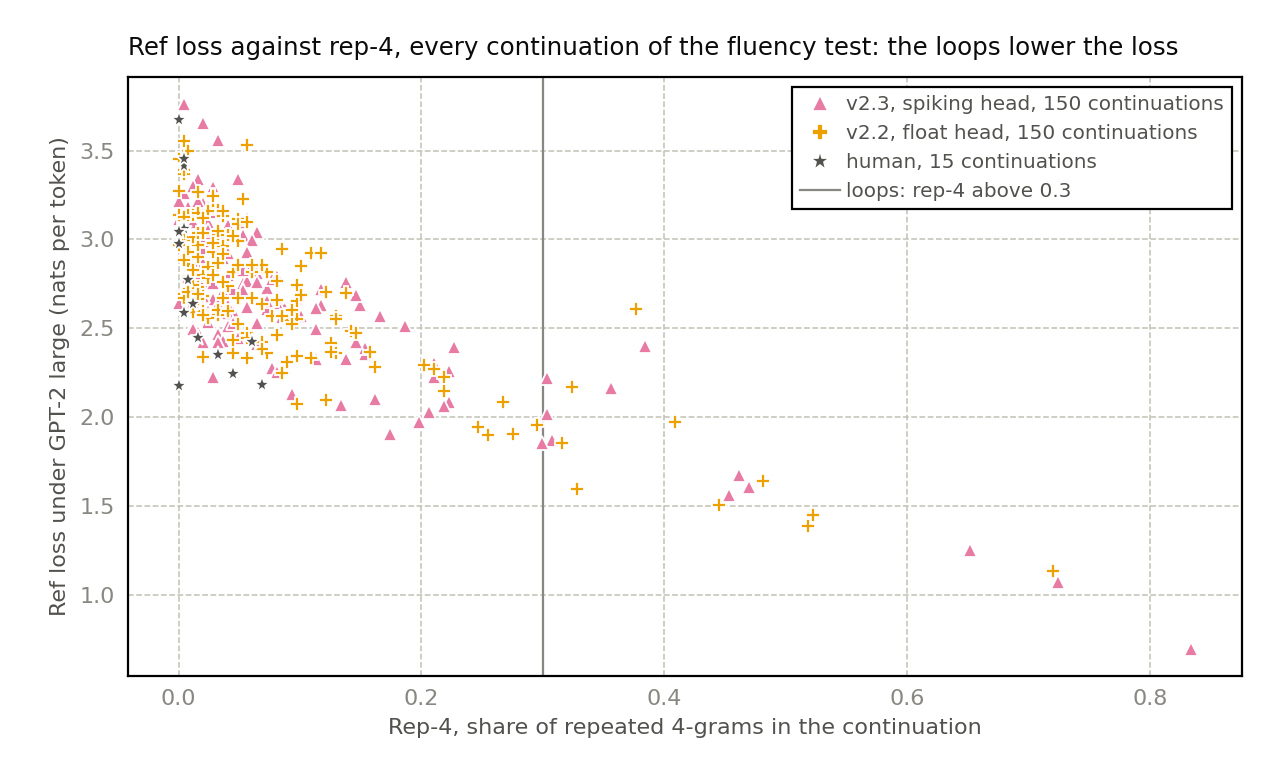 Ref loss against rep-4, every continuation of the fluency test: the loops lower the loss
v2.3, spiking head, 150 continuations
v2.2, float head, 150 continuations
human, 15 continuations
loops: rep-4 above 0.3
Ref loss under GPT-2 large (nats per token)
3.5
3.0
2.5
2.0
1.5
1.0
0.0
0.2
0.4
0.6
0.8
Rep-4, share of repeated 4-grams in the continuation